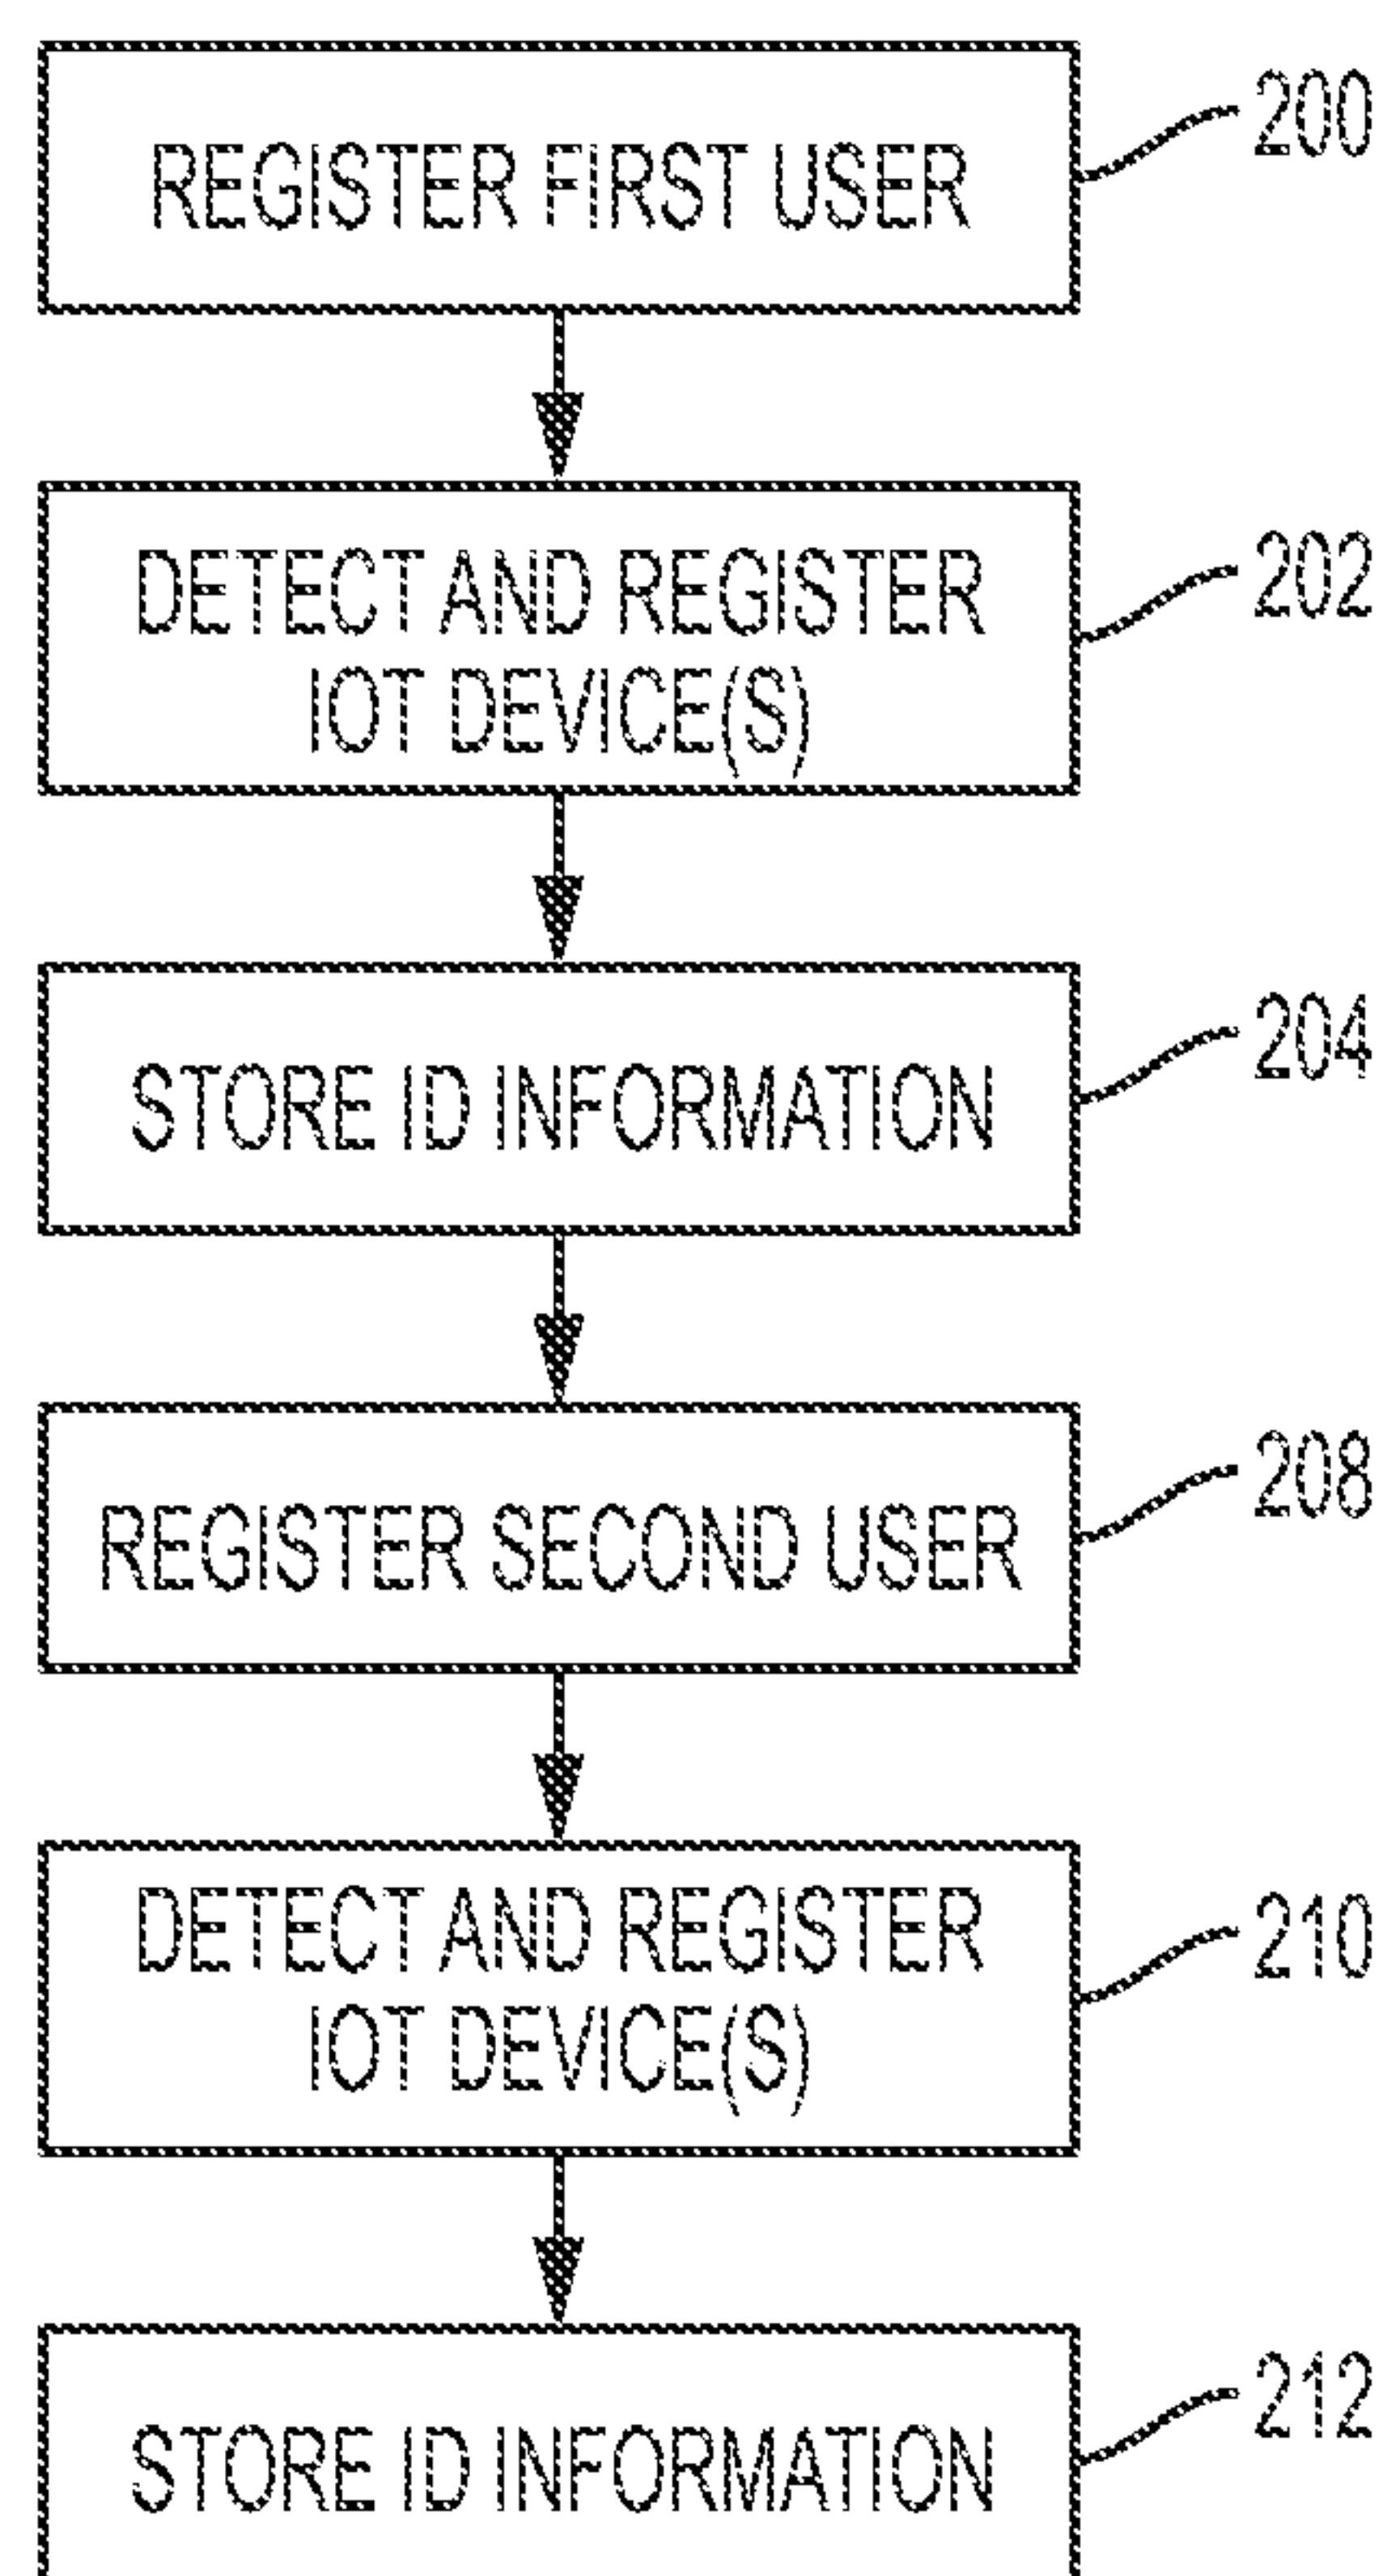 REGISTER FIRST USER
200
DETECT AND REGISTER
IOT DEVICE(S)
202
STORE ID INFORMATION
204
REGISTER SECOND USER
208
DETECT AND REGISTER
IOT DEVICE(S)
210
STORE ID INFORMATION
212